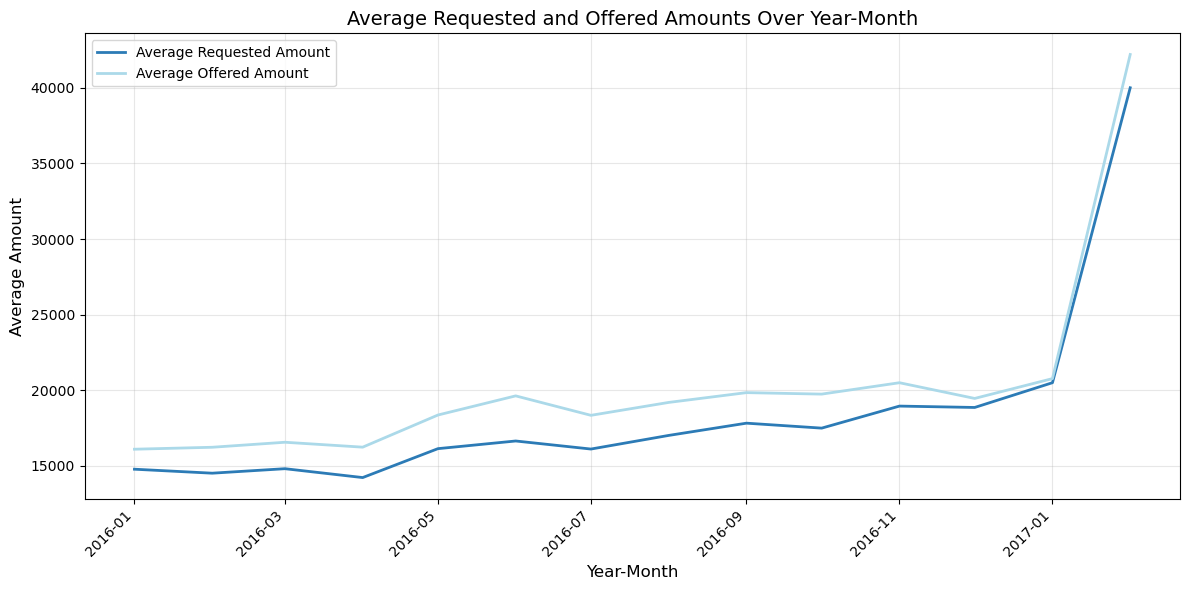 Average Requested and Offered Amounts Over Year-Month
Average Requested Amount
Average Offered Amount
40000
35000
30000
25000
20000
15000
Average Amount
2016-01
2016-03
2016-05
2016-07
2016-09
2016-11
2017-01
Year-Month